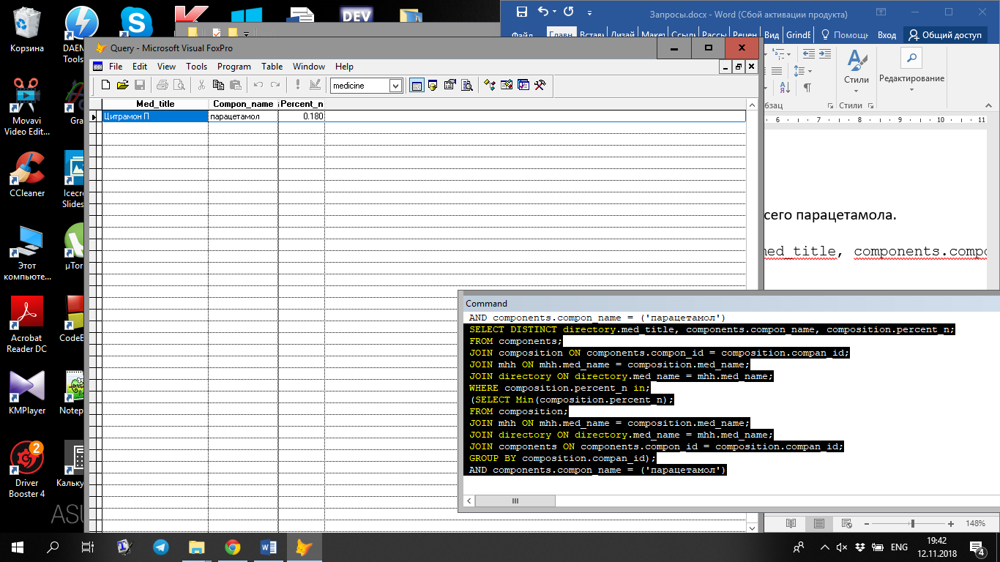 Корзина
DAEM
Tools
Skype
DEV
Запросы.docx - Word (Сбой активации продукта)
Файл
Главн
Вставі
Дизай
Макет
Ссылі
Рассы
Рецен
Вид
GrindE
Помощь
Вход
Общий доступ
Стили
Редактирование
бзац
Стили
6 7 8 9 10 11
Query - Microsoft Visual FoxPro
File Edit View Tools Program Table Window Help
medicine
Med_title Compon_name Percent_n
Цитрамон П парацетамол 0.180
Movavi
Video Edit...
Gra
CCleaner
Icecre
Slides
Этот
компьюте...
µTor
Acrobat
Reader DC
CodeB
KMPlayer
Notep
2
Driver
Booster 4
Кальку
ASU
сего парацетамола.
med_title, components.compo
Command
AND components.compon_name = ('парацетамол')
SELECT DISTINCT directory.med_title, components.compon_name, composition.percent_n;
FROM components;
JOIN composition ON components.compon_id = composition.compan_id;
JOIN mhh ON mhh.med_name = composition.med_name;
JOIN directory ON directory.med_name = mhh.med_name;
WHERE composition.percent_n in;
(SELECT Min(composition.percent_n);
FROM composition;
JOIN mhh ON mhh.med_name = composition.med_name;
JOIN directory ON directory.med_name = mhh.med_name;
JOIN components ON components.compon_id = composition.compan_id;
GROUP BY composition.compan_id);
AND components.compon_name = ('парацетамол')
148%
ENG
19:42
12.11.2018
4